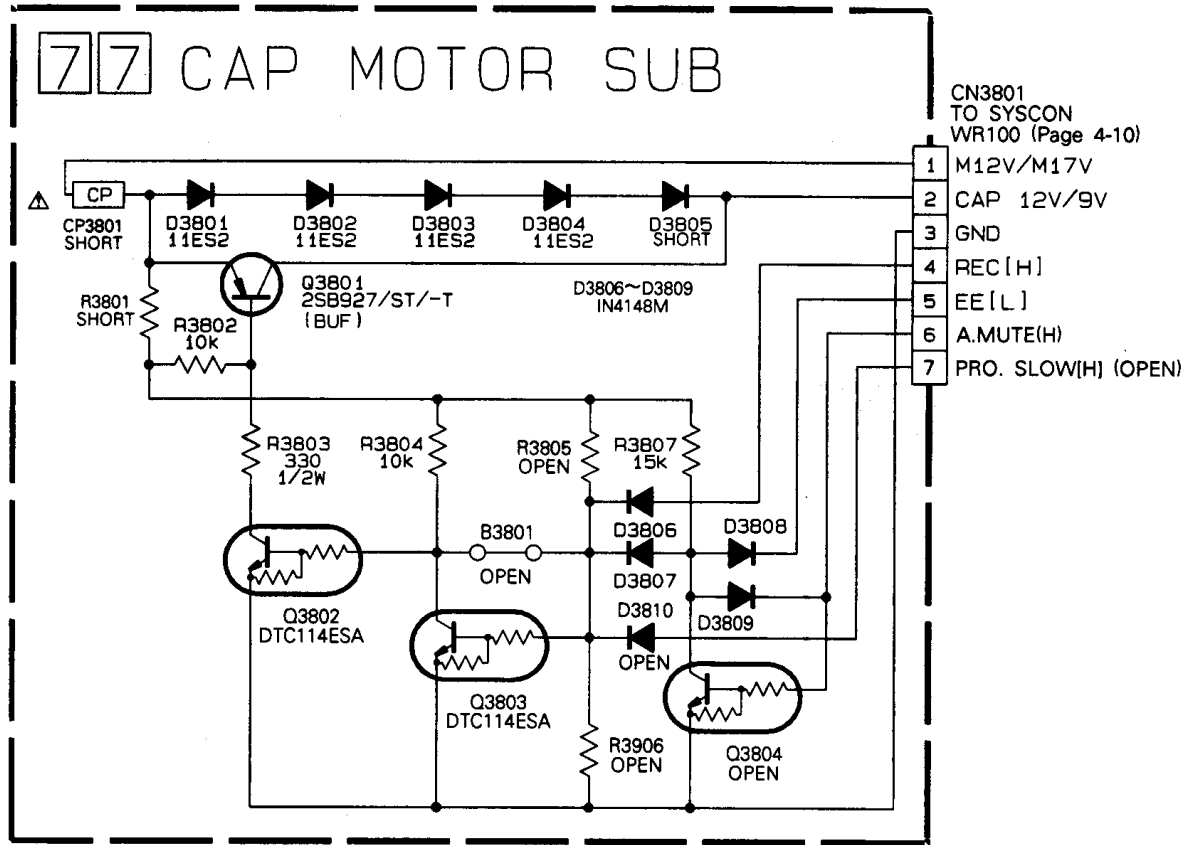 77 CAP MOTOR SUB
CN3801
TO SYSCON
WR100 (Page 4-10)
1 M12V/M17V
2 CAP 12V/9V
3 GND
4 REC[H]
5 EE[L]
6 A.MUTE(H)
7 PRO. SLOW[H] (OPEN)
CP
CP3801
SHORT
D3801
11ES2
D3802
11ES2
D3803
11ES2
D3804
11ES2
D3805
SHORT
R3801
SHORT
Q3801
2SB927/ST/-T
(BUF)
D3806~D3809
IN4148M
R3802
10k
R3803
330
1/2W
R3804
10k
R3805
OPEN
R3807
15k
B3801
OPEN
D3806
D3807
D3808
D3809
D3810
OPEN
Q3802
DTC114ESA
Q3803
DTC114ESA
R3906
OPEN
Q3804
OPEN